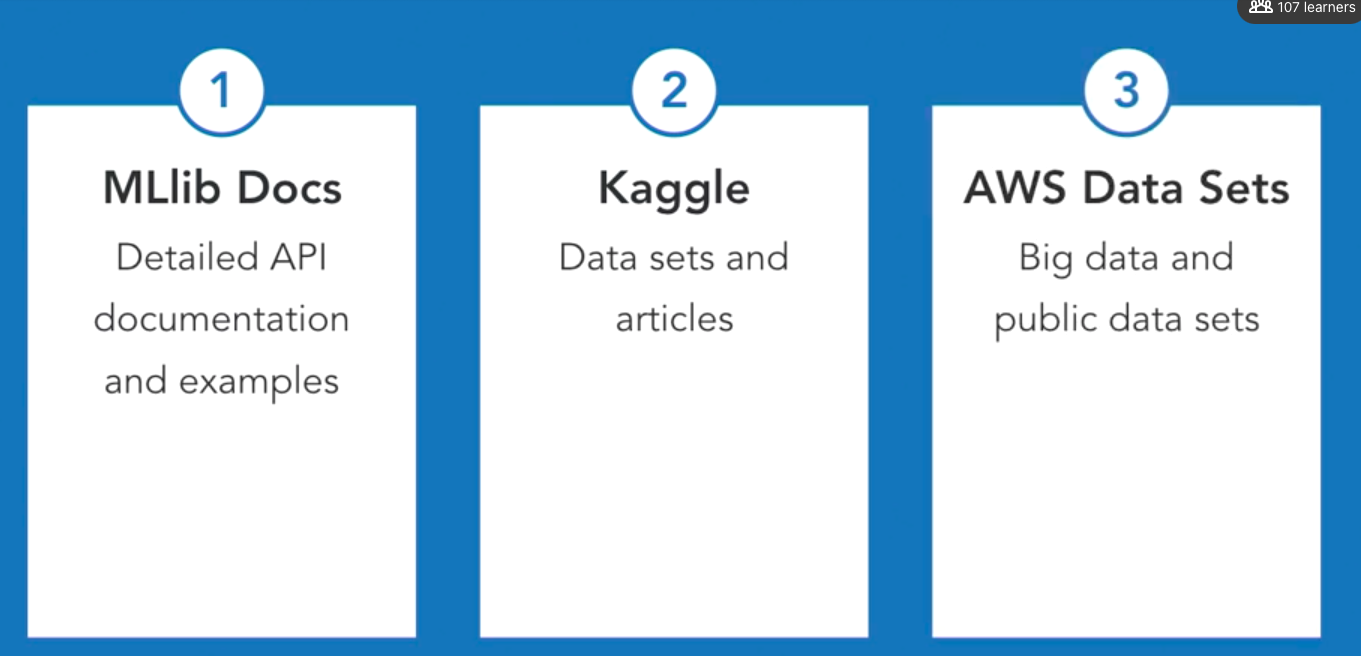 107 learners
1
MLlib Docs
Detailed API
documentation
and examples
2
Kaggle
Data sets and
articles
3
AWS Data Sets
Big data and
public data sets